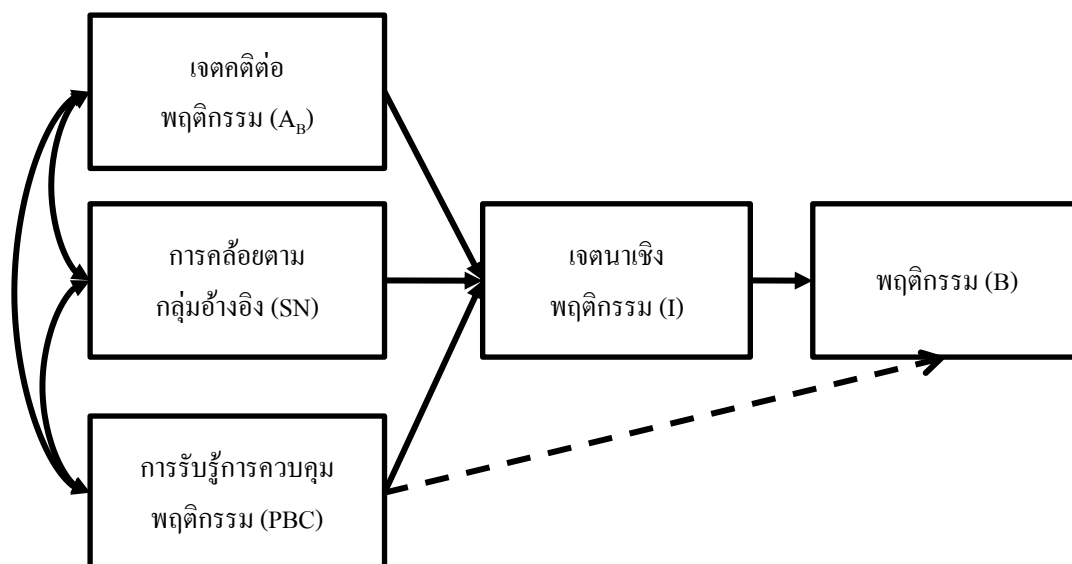 เจตคติต่อ
พฤติกรรม (A_B)
การคล้อยตาม
กลุ่มอ้างอิง (SN)
การรับรู้การควบคุม
พฤติกรรม (PBC)
เจตนาเชิง
พฤติกรรม (I)
พฤติกรรม (B)